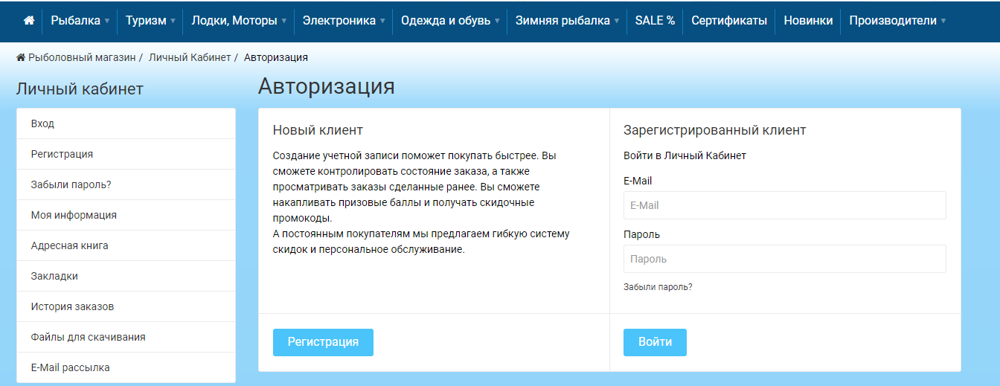 Рыбалка Туризм Лодки, Моторы Электроника Одежда и обувь Зимняя рыбалка SALE % Сертификаты Новинки Производители
Рыболовный магазин / Личный Кабинет / Авторизация
Личный кабинет
Вход
Регистрация
Забыли пароль?
Моя информация
Адресная книга
Закладки
История заказов
Файлы для скачивания
E-Mail рассылка
Авторизация
Новый клиент
Создание учетной записи поможет покупать быстрее. Вы
сможете контролировать состояние заказа, а также
просматривать заказы сделанные ранее. Вы сможете
накапливать призовые баллы и получать скидочные
промокоды.
А постоянным покупателям мы предлагаем гибкую систему
скидок и персональное обслуживание.
Регистрация
Зарегистрированный клиент
Войти в Личный Кабинет
E-Mail
E-Mail
Пароль
Пароль
Забыли пароль?
Войти